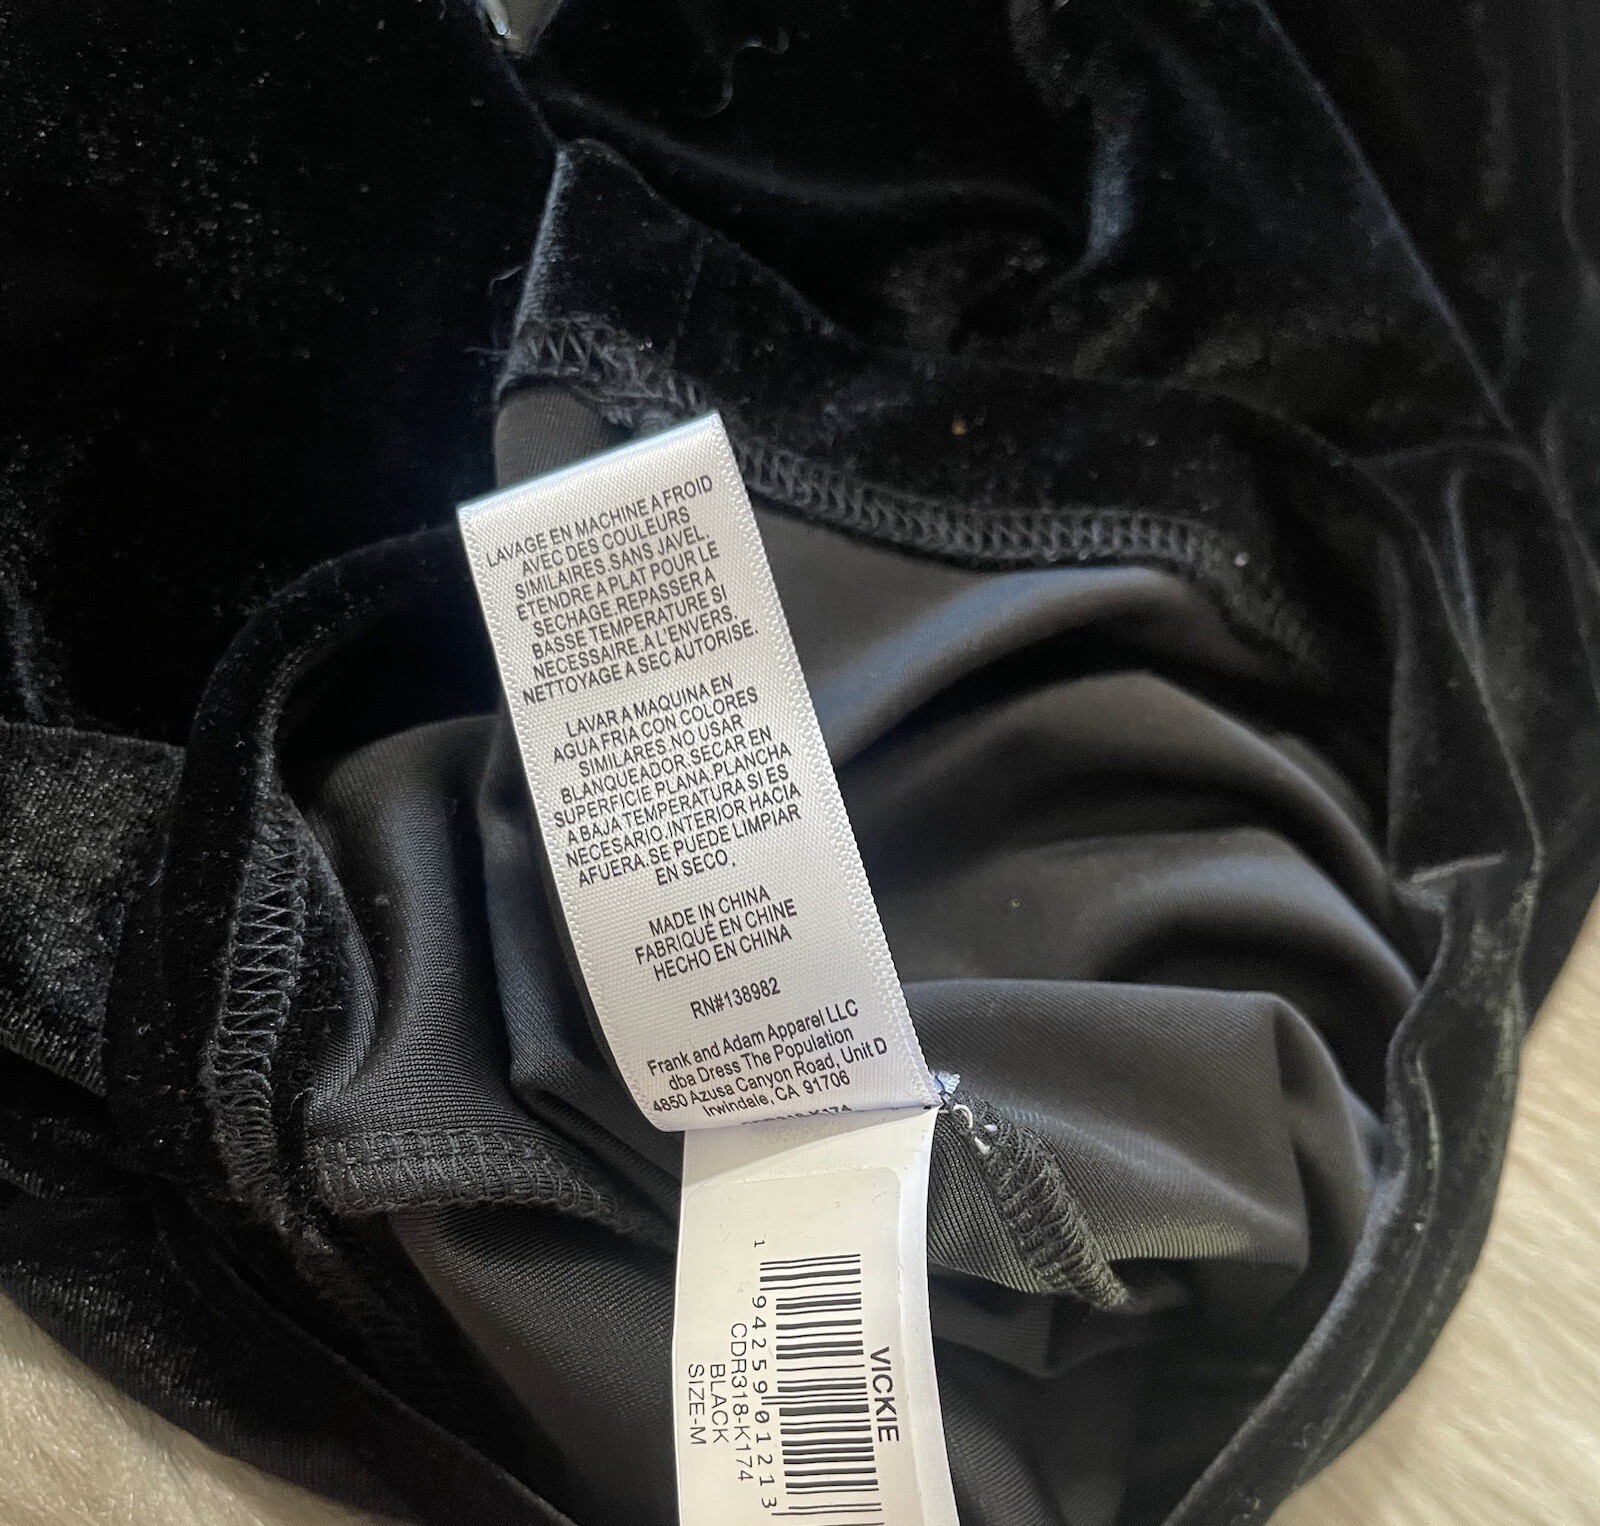 LAVAGE EN MACHINE A FROID
AVEC DES COULEURS
SIMILAIRES.SANS JAVEL.
ETENDRE A PLAT POUR LE
SECHAGE.REPASSER A
BASSE TEMPERATURE SI
NECESSAIRE.A L'ENVERS.
NETTOYAGE A SEC AUTORISE.
LAVAR A MAQUINA EN
AGUA FRIA CON COLORES
SIMILARES.NO USAR
BLANQUEADOR.SECAR EN
SUPERFICIE PLANA.PLANCHA
A BAJA TEMPERATURA SI ES
NECESARIO.INTERIOR HACIA
AFUERA.SE PUEDE LIMPIAR
EN SECO.
MADE IN CHINA
FABRIQUÉ EN CHINE
HECHO EN CHINA
RN#138982
Frank and Adam Apparel LLC
dba Dress The Population
4850 Azusa Canyon Road, Unit D
Irwindale, CA 91706
VICKIE
1 94259 01213
CDR318-K174
BLACK
SIZE-M